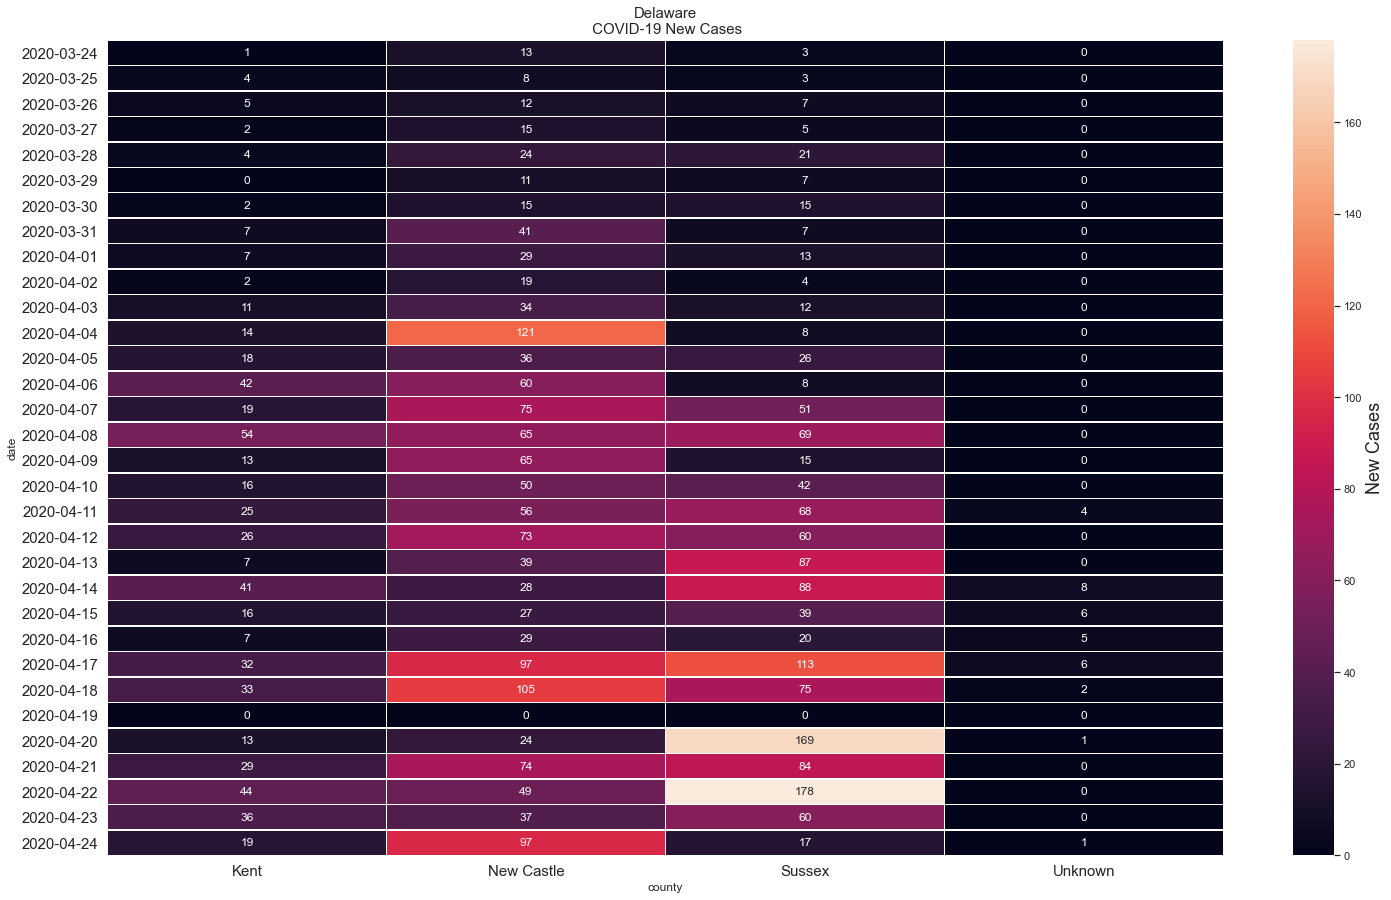 Delaware
COVID-19 New Cases
2020-03-24 1 13 3 0
2020-03-25 4 8 3 0
2020-03-26 5 12 7 0
2020-03-27 2 15 5 0
2020-03-28 4 24 21 0
2020-03-29 0 11 7 0
2020-03-30 2 15 15 0
2020-03-31 7 41 7 0
2020-04-01 7 29 13 0
2020-04-02 2 19 4 0
2020-04-03 11 34 12 0
2020-04-04 14 121 8 0
2020-04-05 18 36 26 0
2020-04-06 42 60 8 0
2020-04-07 19 75 51 0
2020-04-08 54 65 69 0
2020-04-09 13 65 15 0
2020-04-10 16 50 42 0
2020-04-11 25 56 68 4
2020-04-12 26 73 60 0
2020-04-13 7 39 87 0
2020-04-14 41 28 88 8
2020-04-15 16 27 39 6
2020-04-16 7 29 20 5
2020-04-17 32 97 113 6
2020-04-18 33 105 75 2
2020-04-19 0 0 0 0
2020-04-20 13 24 169 1
2020-04-21 29 74 84 0
2020-04-22 44 49 178 0
2020-04-23 36 37 60 0
2020-04-24 19 97 17 1
Kent New Castle Sussex Unknown
county
date
160
140
120
100
80
60
40
20
0
New Cases